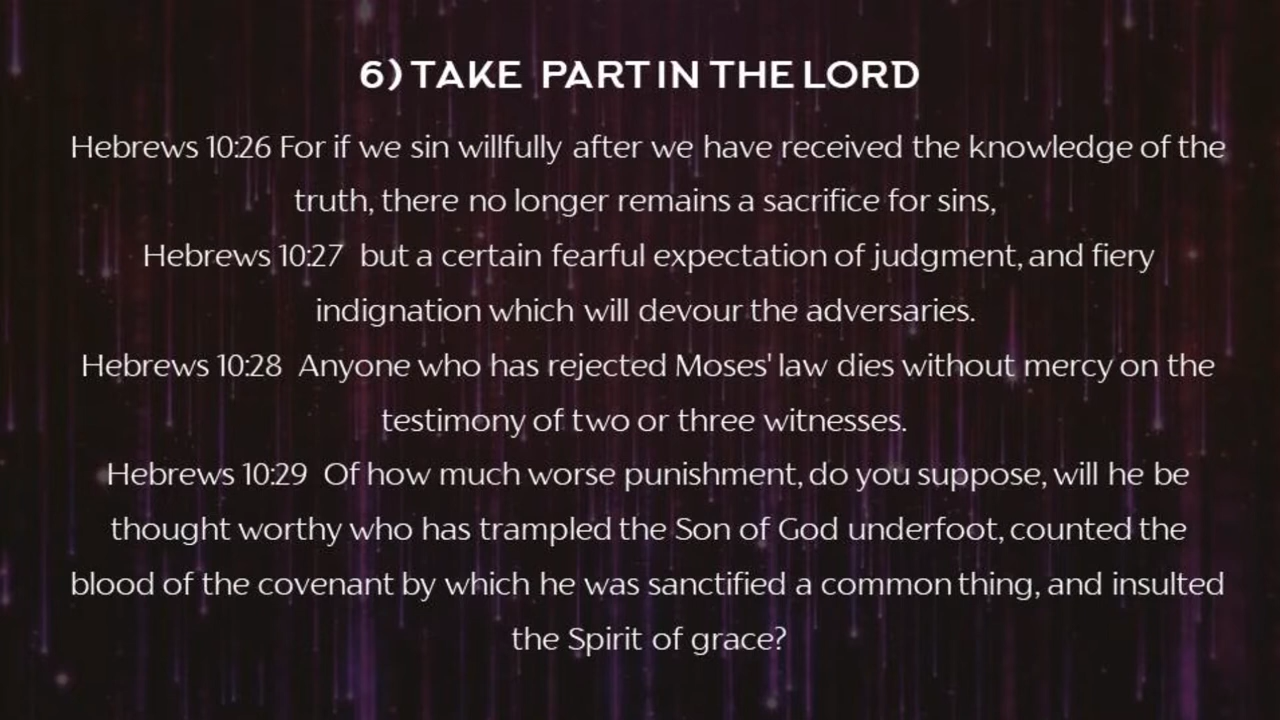 6) TAKE PART IN THE LORD
Hebrews 10:26 For if we sin willfully after we have received the knowledge of the
truth, there no longer remains a sacrifice for sins,
Hebrews 10:27 but a certain fearful expectation of judgment, and fiery
indignation which will devour the adversaries.
Hebrews 10:28 Anyone who has rejected Moses' law dies without mercy on the
testimony of two or three witnesses.
Hebrews 10:29 Of how much worse punishment, do you suppose, will he be
thought worthy who has trampled the Son of God underfoot, counted the
blood of the covenant by which he was sanctified a common thing, and insulted
the Spirit of grace?